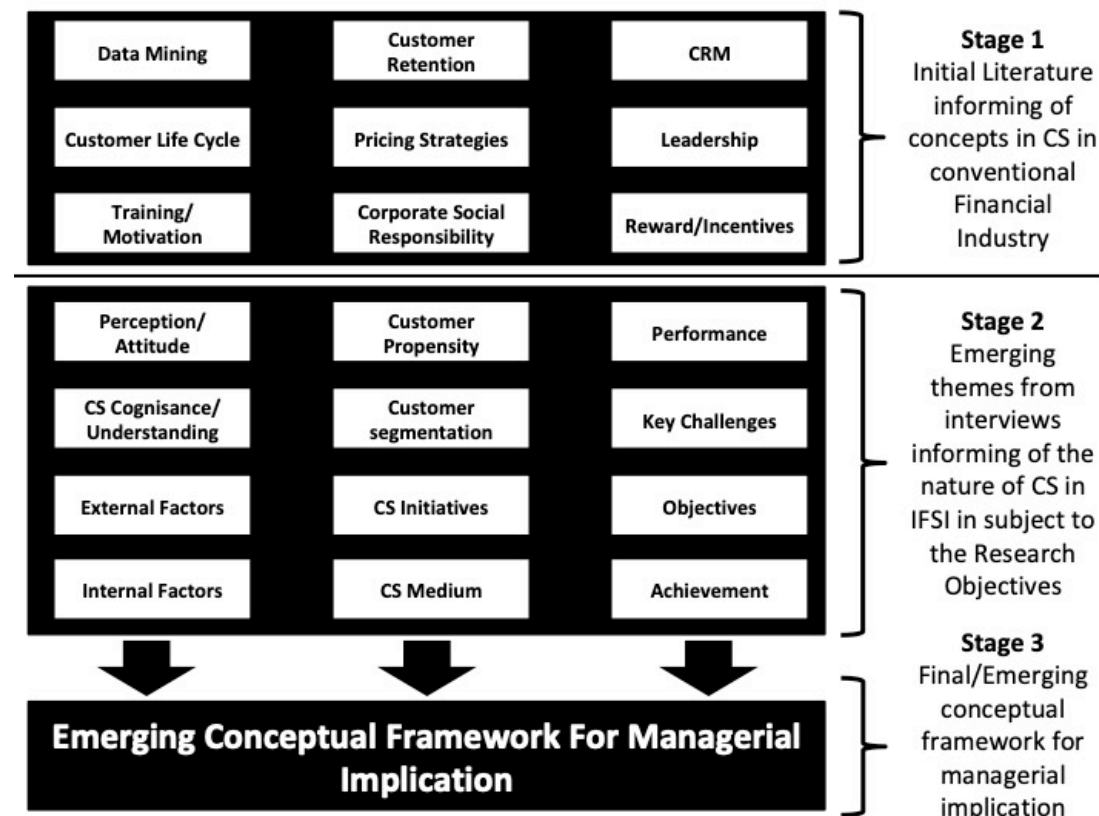 Data Mining
Customer
Retention
CRM
Customer Life Cycle
Pricing Strategies
Leadership
Training/
Motivation
Corporate Social
Responsibility
Reward/Incentives
Stage 1
Initial Literature
informing of
concepts in CS in
conventional
Financial
Industry
Perception/
Attitude
Customer
Propensity
Performance
CS Cognisance/
Understanding
Customer
segmentation
Key Challenges
External Factors
CS Initiatives
Objectives
Internal Factors
CS Medium
Achievement
Stage 2
Emerging
themes from
interviews
informing of the
nature of CS in
IFSI in subject to
the Research
Objectives
Emerging Conceptual Framework For Managerial
Implication
Stage 3
Final/Emerging
conceptual
framework for
managerial
implication